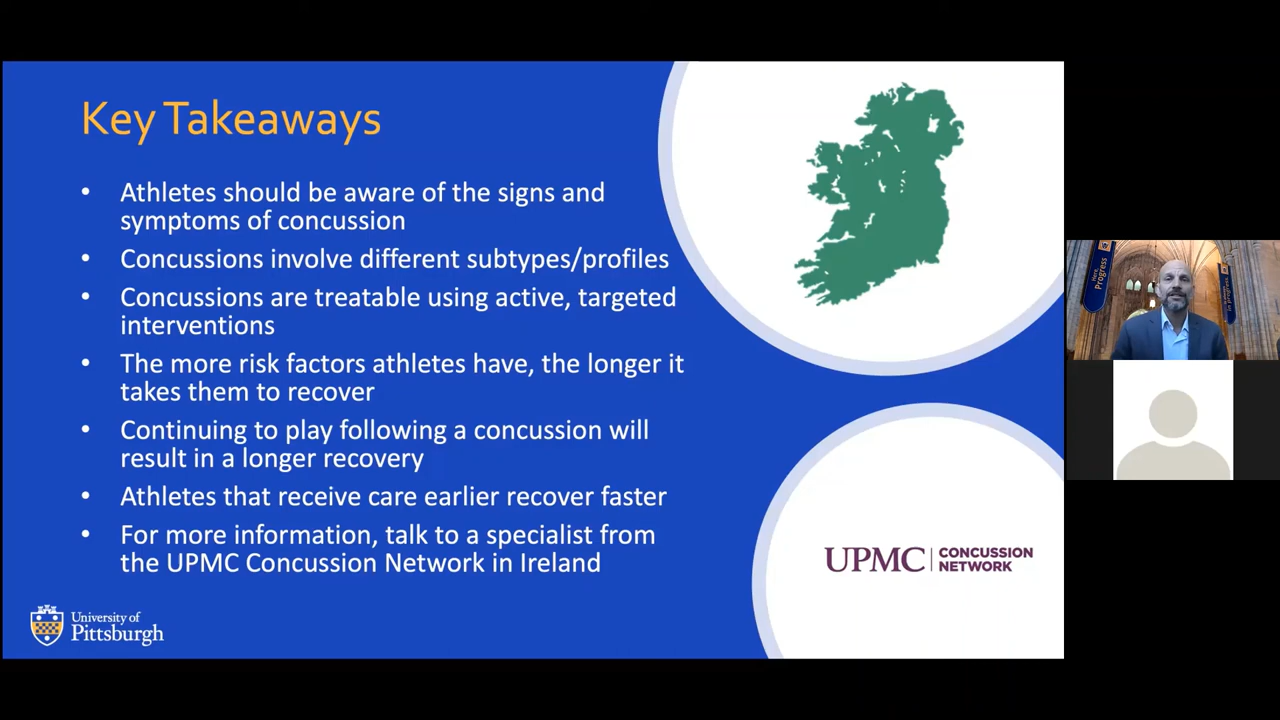 Key Takeaways
• Athletes should be aware of the signs and
symptoms of concussion
• Concussions involve different subtypes/profiles
• Concussions are treatable using active, targeted
interventions
• The more risk factors athletes have, the longer it
takes them to recover
• Continuing to play following a concussion will
result in a longer recovery
• Athletes that receive care earlier recover faster
• For more information, talk to a specialist from
the UPMC Concussion Network in Ireland
University of
Pittsburgh
UPMC
CONCUSSION
NETWORK
Progress